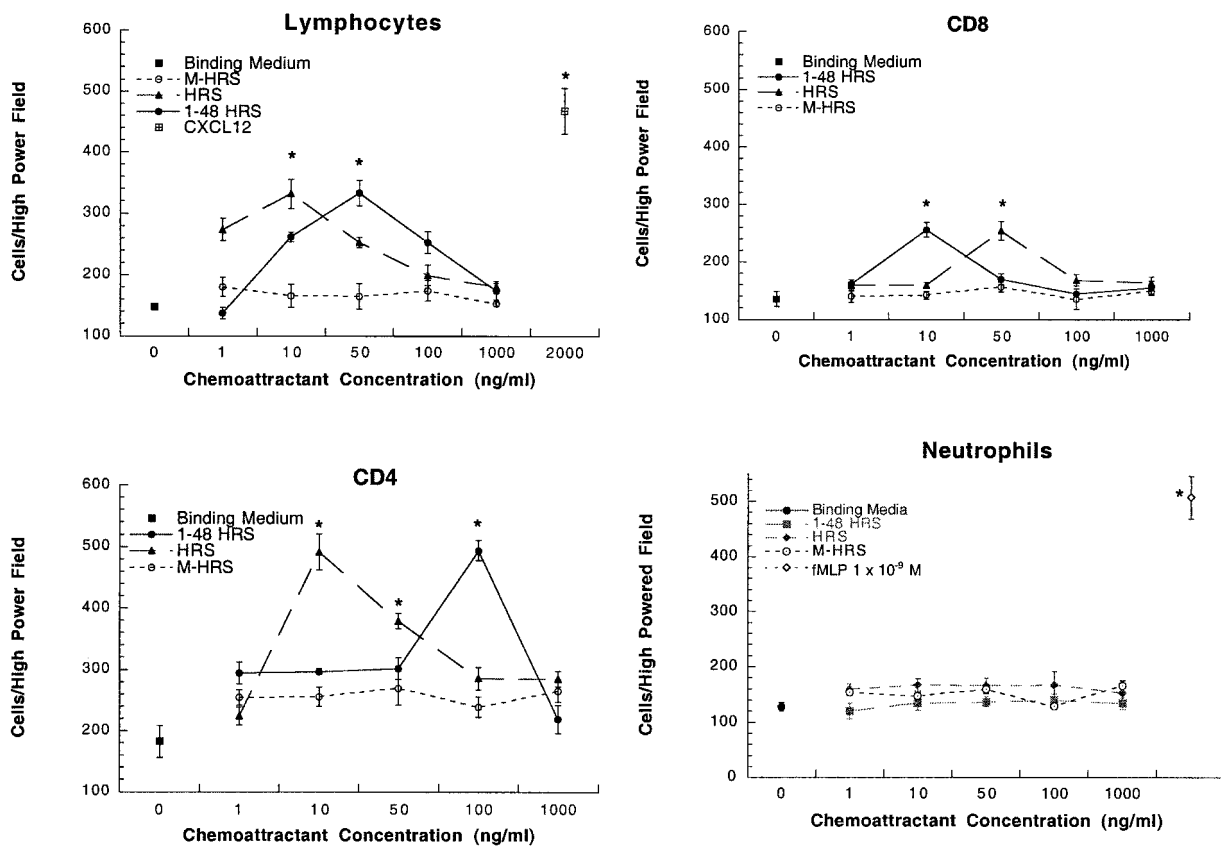 Lymphocytes
Cells/High Power Field
600
500
400
300
200
100
Binding Medium
M-HRS
HRS
1-48 HRS
CXCL12
*
*
*
0 1 10 50 100 1000 2000
Chemoattractant Concentration (ng/ml)
CD8
Cells/High Power Field
600
500
400
300
200
100
Binding Medium
1-48 HRS
HRS
M-HRS
*
*
0 1 10 50 100 1000
Chemoattractant Concentration (ng/ml)
CD4
Cells/High Power Field
600
500
400
300
200
100
Binding Medium
1-48 HRS
HRS
M-HRS
*
*
*
0 1 10 50 100 1000
Chemoattractant Concentration (ng/ml)
Neutrophils
Cells/High Powered Field
500
400
300
200
100
0
Binding Media
1-48 HRS
HRS
M-HRS
fMLP 1 x 10⁻⁹ M
*
0 1 10 50 100 1000
Chemoattractant Concentration (ng/ml)